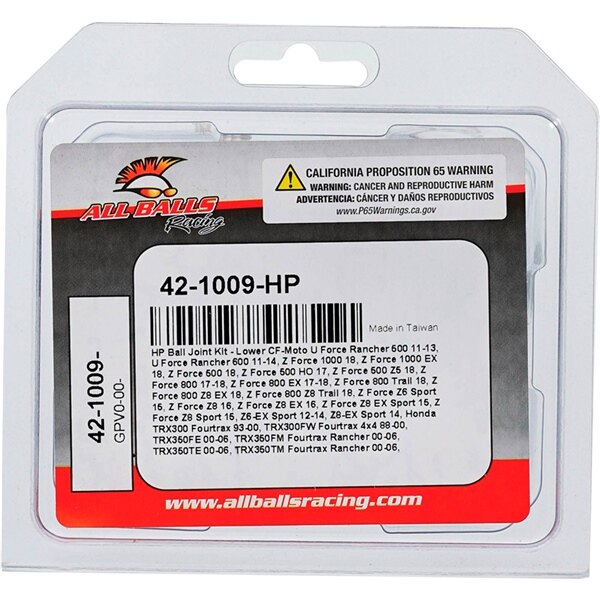 ALL BALLS
Racing
CALIFORNIA PROPOSITION 65 WARNING
WARNING: CANCER AND REPRODUCTIVE HARM
ADVERTENCIA: CÁNCER Y DAÑOS REPRODUCTIVOS
www.P65Warnings.ca.gov
42-1009-HP
Made in Taiwan
HP Ball Joint Kit - Lower CF-Moto U Force Rancher 500 11-13,
U Force Rancher 600 11-14, Z Force 1000 18, Z Force 1000 EX
18, Z Force 500 18, Z Force 500 HO 17, Z Force 500 Z5 18, Z
Force 800 17-18, Z Force 800 EX 17-18, Z Force 800 Trail 18, Z
Force 800 Z8 EX 18, Z Force 800 Z8 Trail 18, Z Force Z6 Sport
15, Z Force Z8 16, Z Force Z8 EX 16, Z Force Z8 EX Sport 15, Z
Force Z8 Sport 15, Z6-EX Sport 12-14, Z8-EX Sport 14, Honda
TRX300 Fourtrax 93-00, TRX300FW Fourtrax 4x4 88-00,
TRX350FE 00-06, TRX350FM Fourtrax Rancher 00-06,
TRX350TE 00-06, TRX350TM Fourtrax Rancher 00-06,
42-1009-
GPV0-00-
www.allballsracing.com